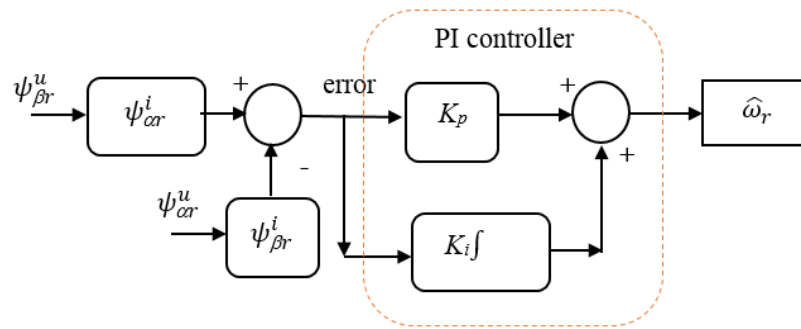 PI controller
ψ^u_βr
ψ^i_αr
+
error
K_p
+
ω̂_r
-
+
ψ^u_αr
ψ^i_βr
K_i∫